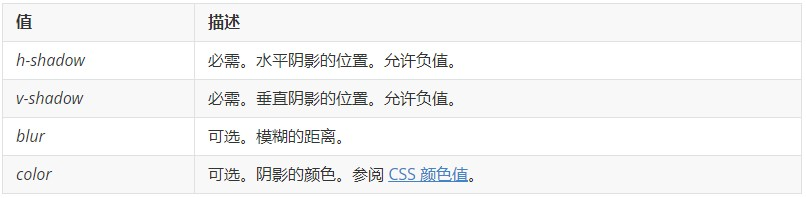 值 描述
h-shadow 必需。水平阴影的位置。允许负值。
v-shadow 必需。垂直阴影的位置。允许负值。
blur 可选。模糊的距离。
color 可选。阴影的颜色。参阅 CSS 颜色值。